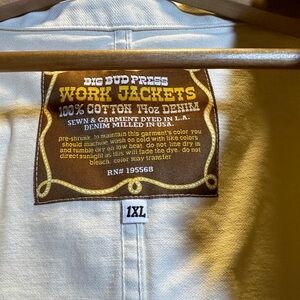 BIG BUD PRESS
WORK JACKETS
100% COTTON 14oz DENIM
SEWN & GARMENT DYED IN L.A.
DENIM MILLED IN USA.
pre-shrunk. to maintain this garment's color you
should machine wash on cold with like colors
and tumble dry on low heat. do not line dry in
direct sunlight as this will fade the dye. do not
bleach. color may transfer
RN# 195568
1XL